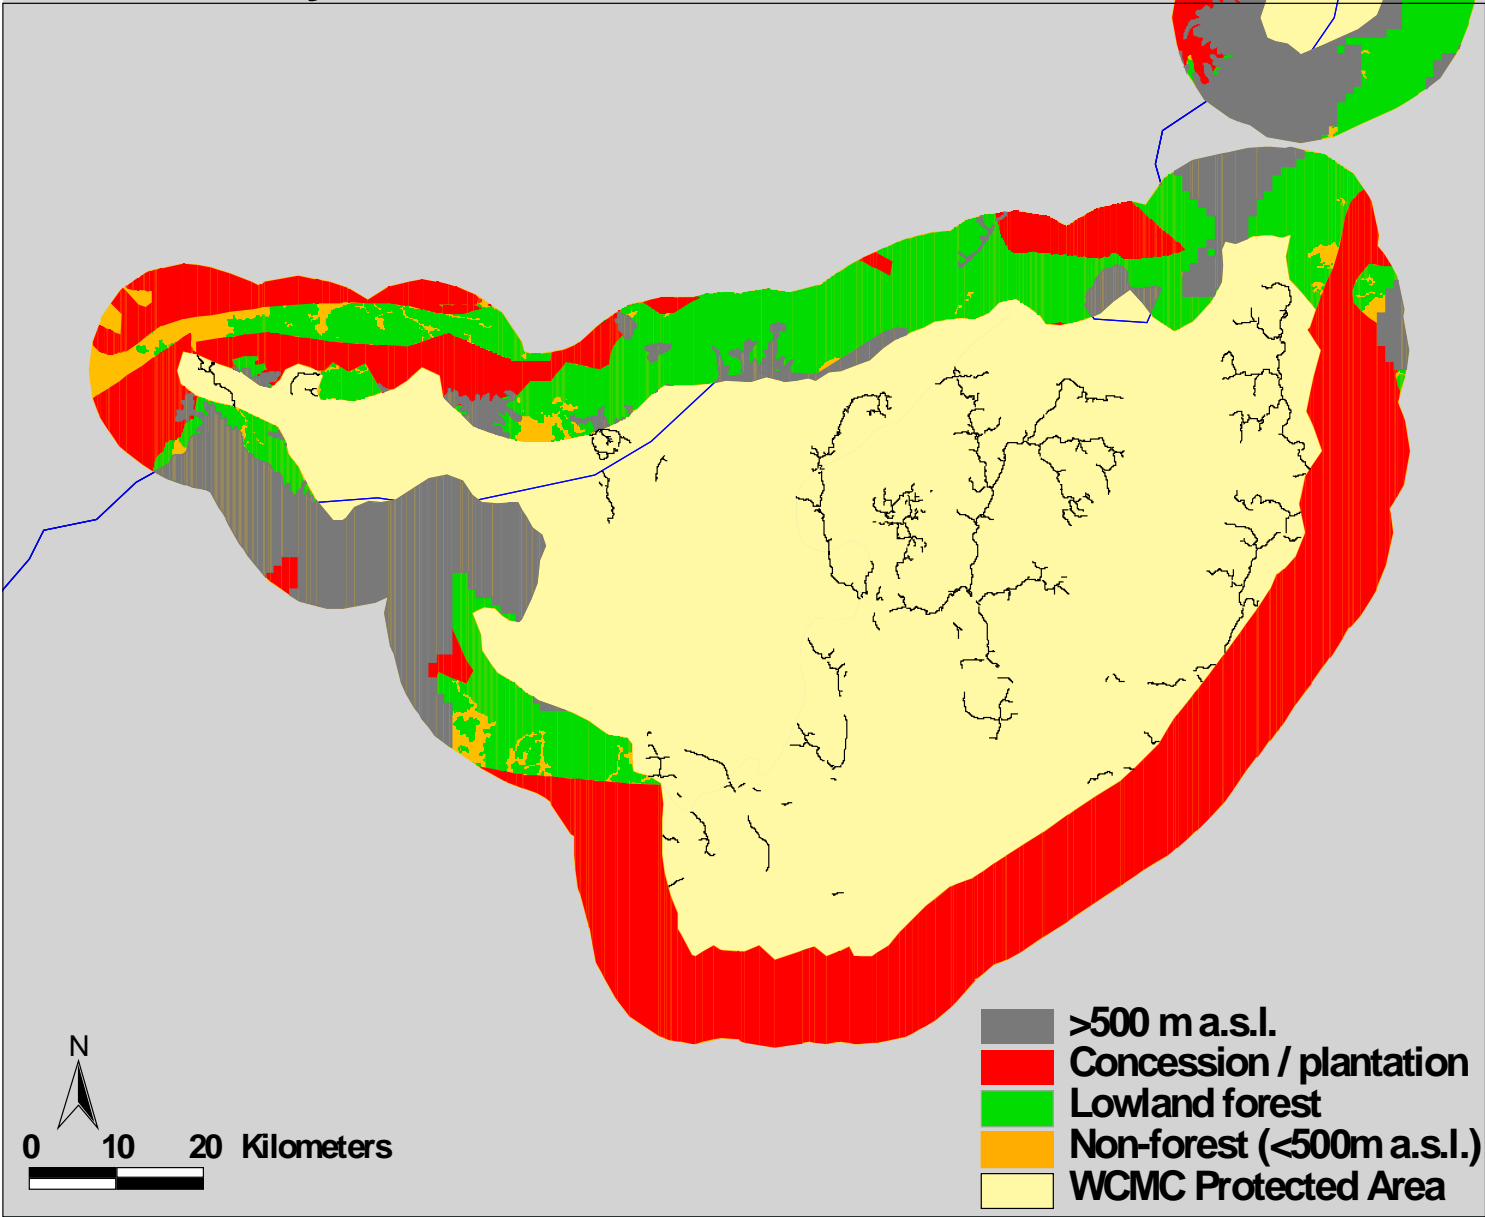 >500 m a.s.l.
Concession / plantation
Lowland forest
Non-forest (<500m a.s.l.)
WCMC Protected Area
N
0 10 20 Kilometers